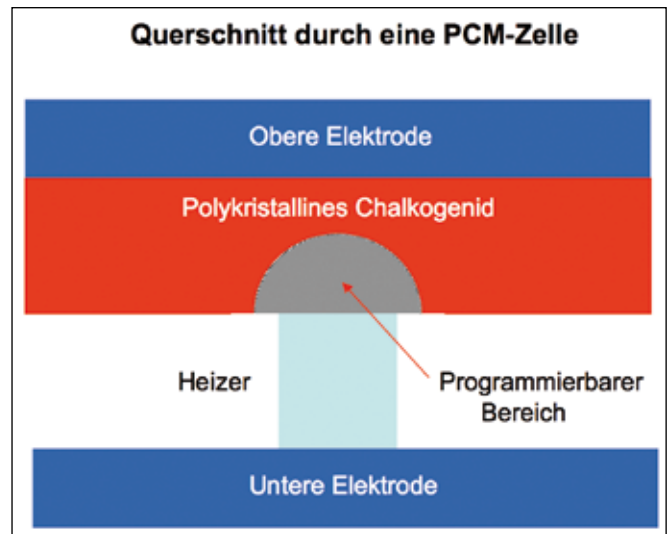 Querschnitt durch eine PCM-Zelle
Obere Elektrode
Polykristallines Chalkogenid
Heizer
Programmierbarer
Bereich
Untere Elektrode